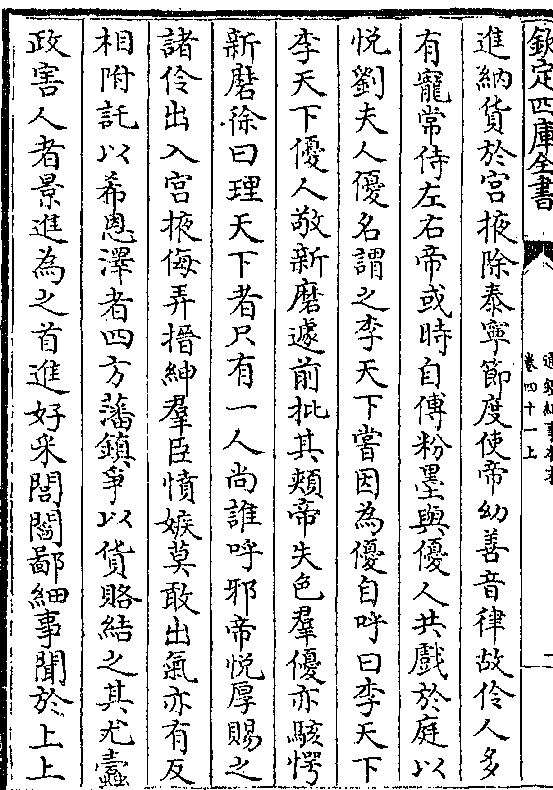 欽定四庫全書
通鑑紀事本末
卷四十一上
進納貨於宮掖除泰寧節度使帝幼善音律故伶人多
有寵常侍左右帝或時自傅粉墨與優人共戲於庭以
悅劉夫人優名謂之李天下嘗因為優自呼曰李天下
李天下優人敬新磨遽前批其頰帝失色羣優亦駭愕
新磨徐曰理天下者只有一人尚誰呼邪帝悅厚賜之
諸伶出入宮掖侮弄搢紳羣臣憤嫉莫敢出氣亦有反
相附託以希恩澤者四方藩鎮爭以貨賂結之其尤蠹
政害人者景進為之首進好采閭閻鄙細事聞於上上